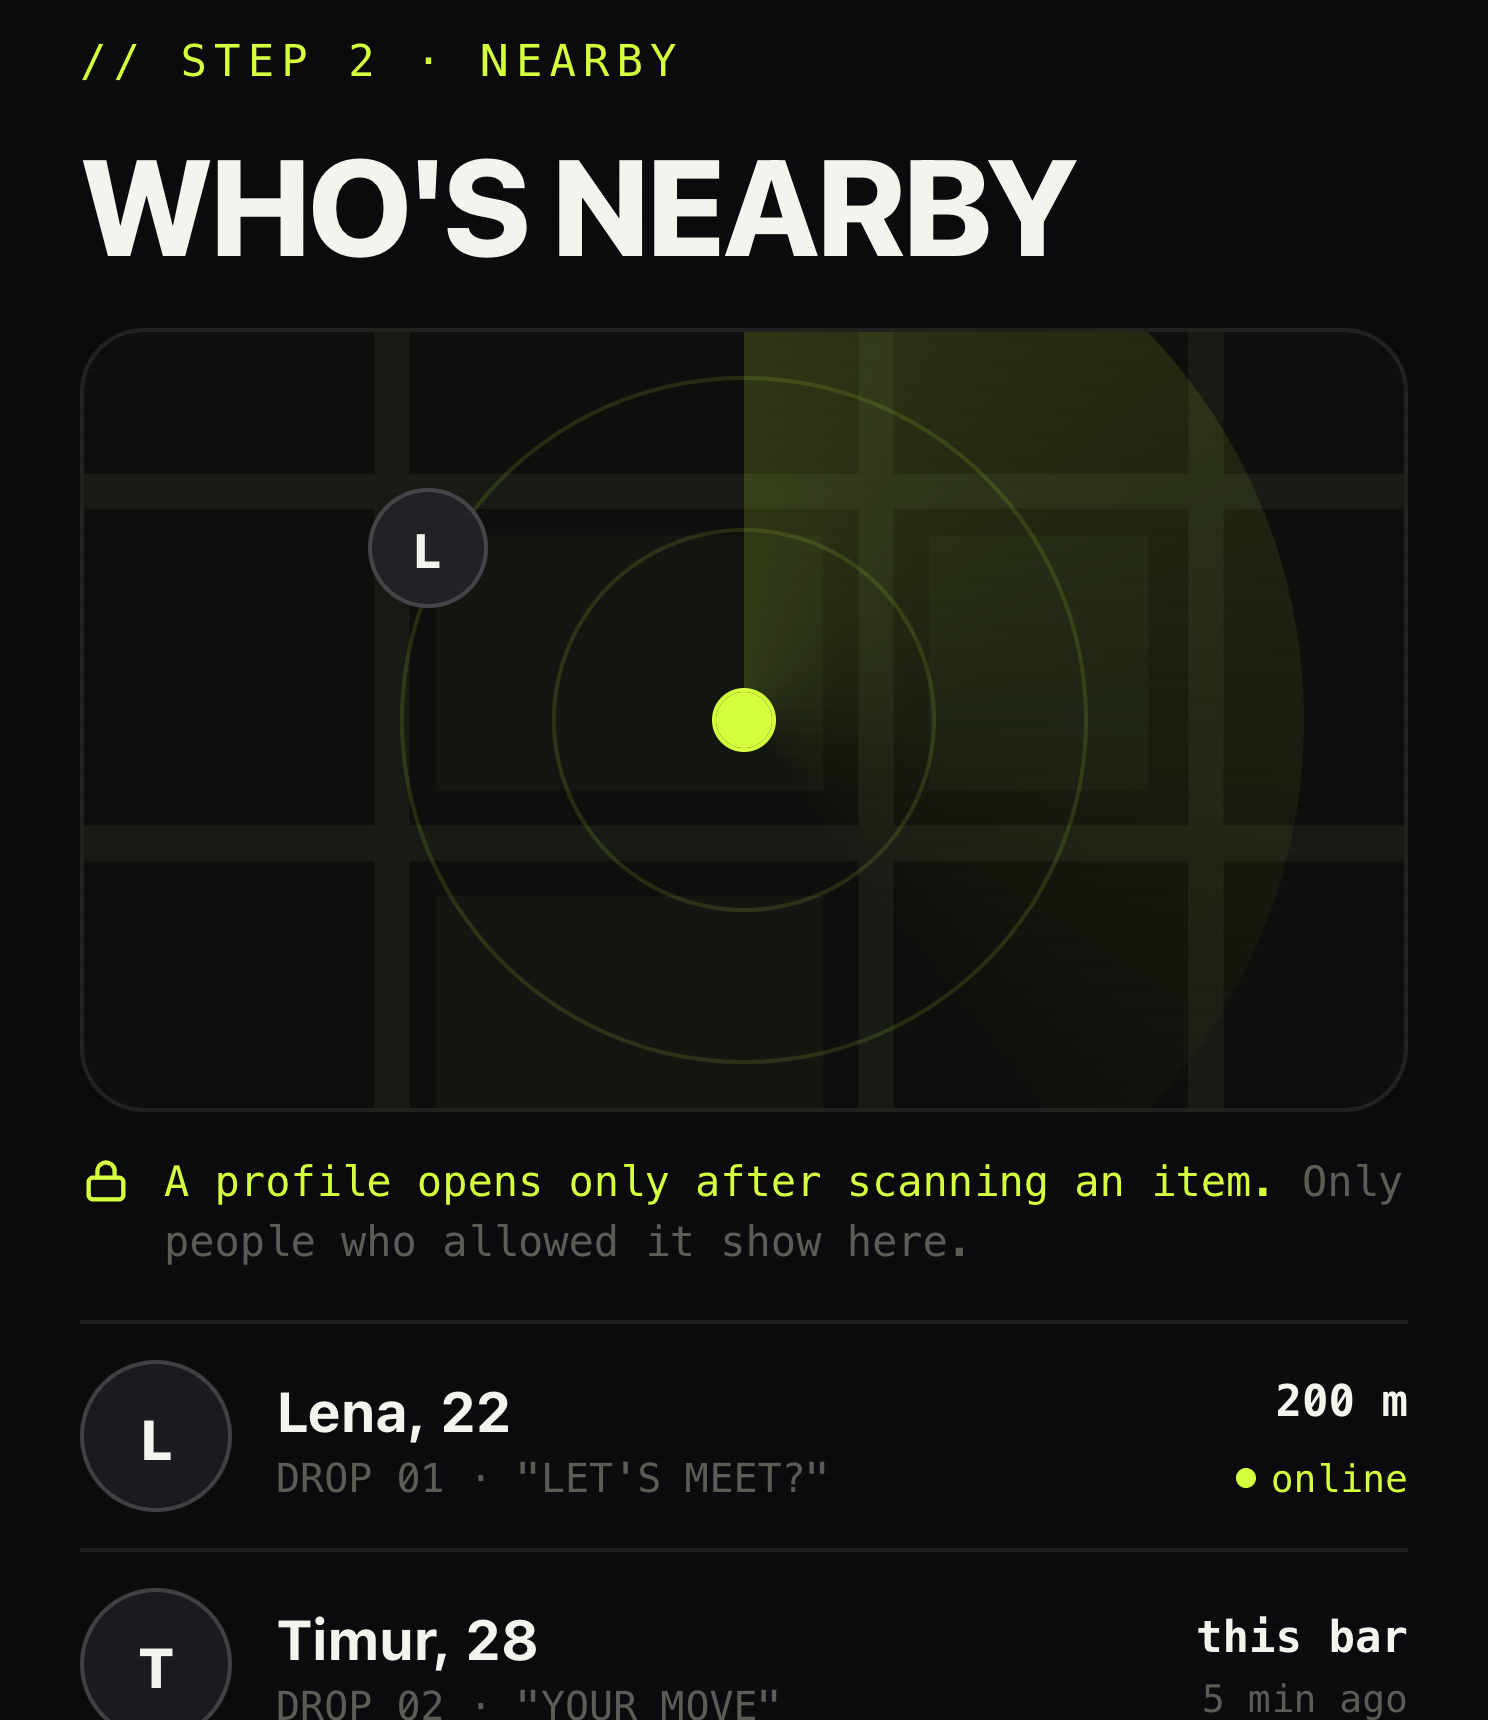 // STEP 2 · NEARBY
WHO'S NEARBY
L
A profile opens only after scanning an item. Only
people who allowed it show here.
L
Lena, 22
200 m
DROP 01 · "LET'S MEET?"
online
T
Timur, 28
this bar
DROP 02 · "YOUR MOVE"
5 min ago